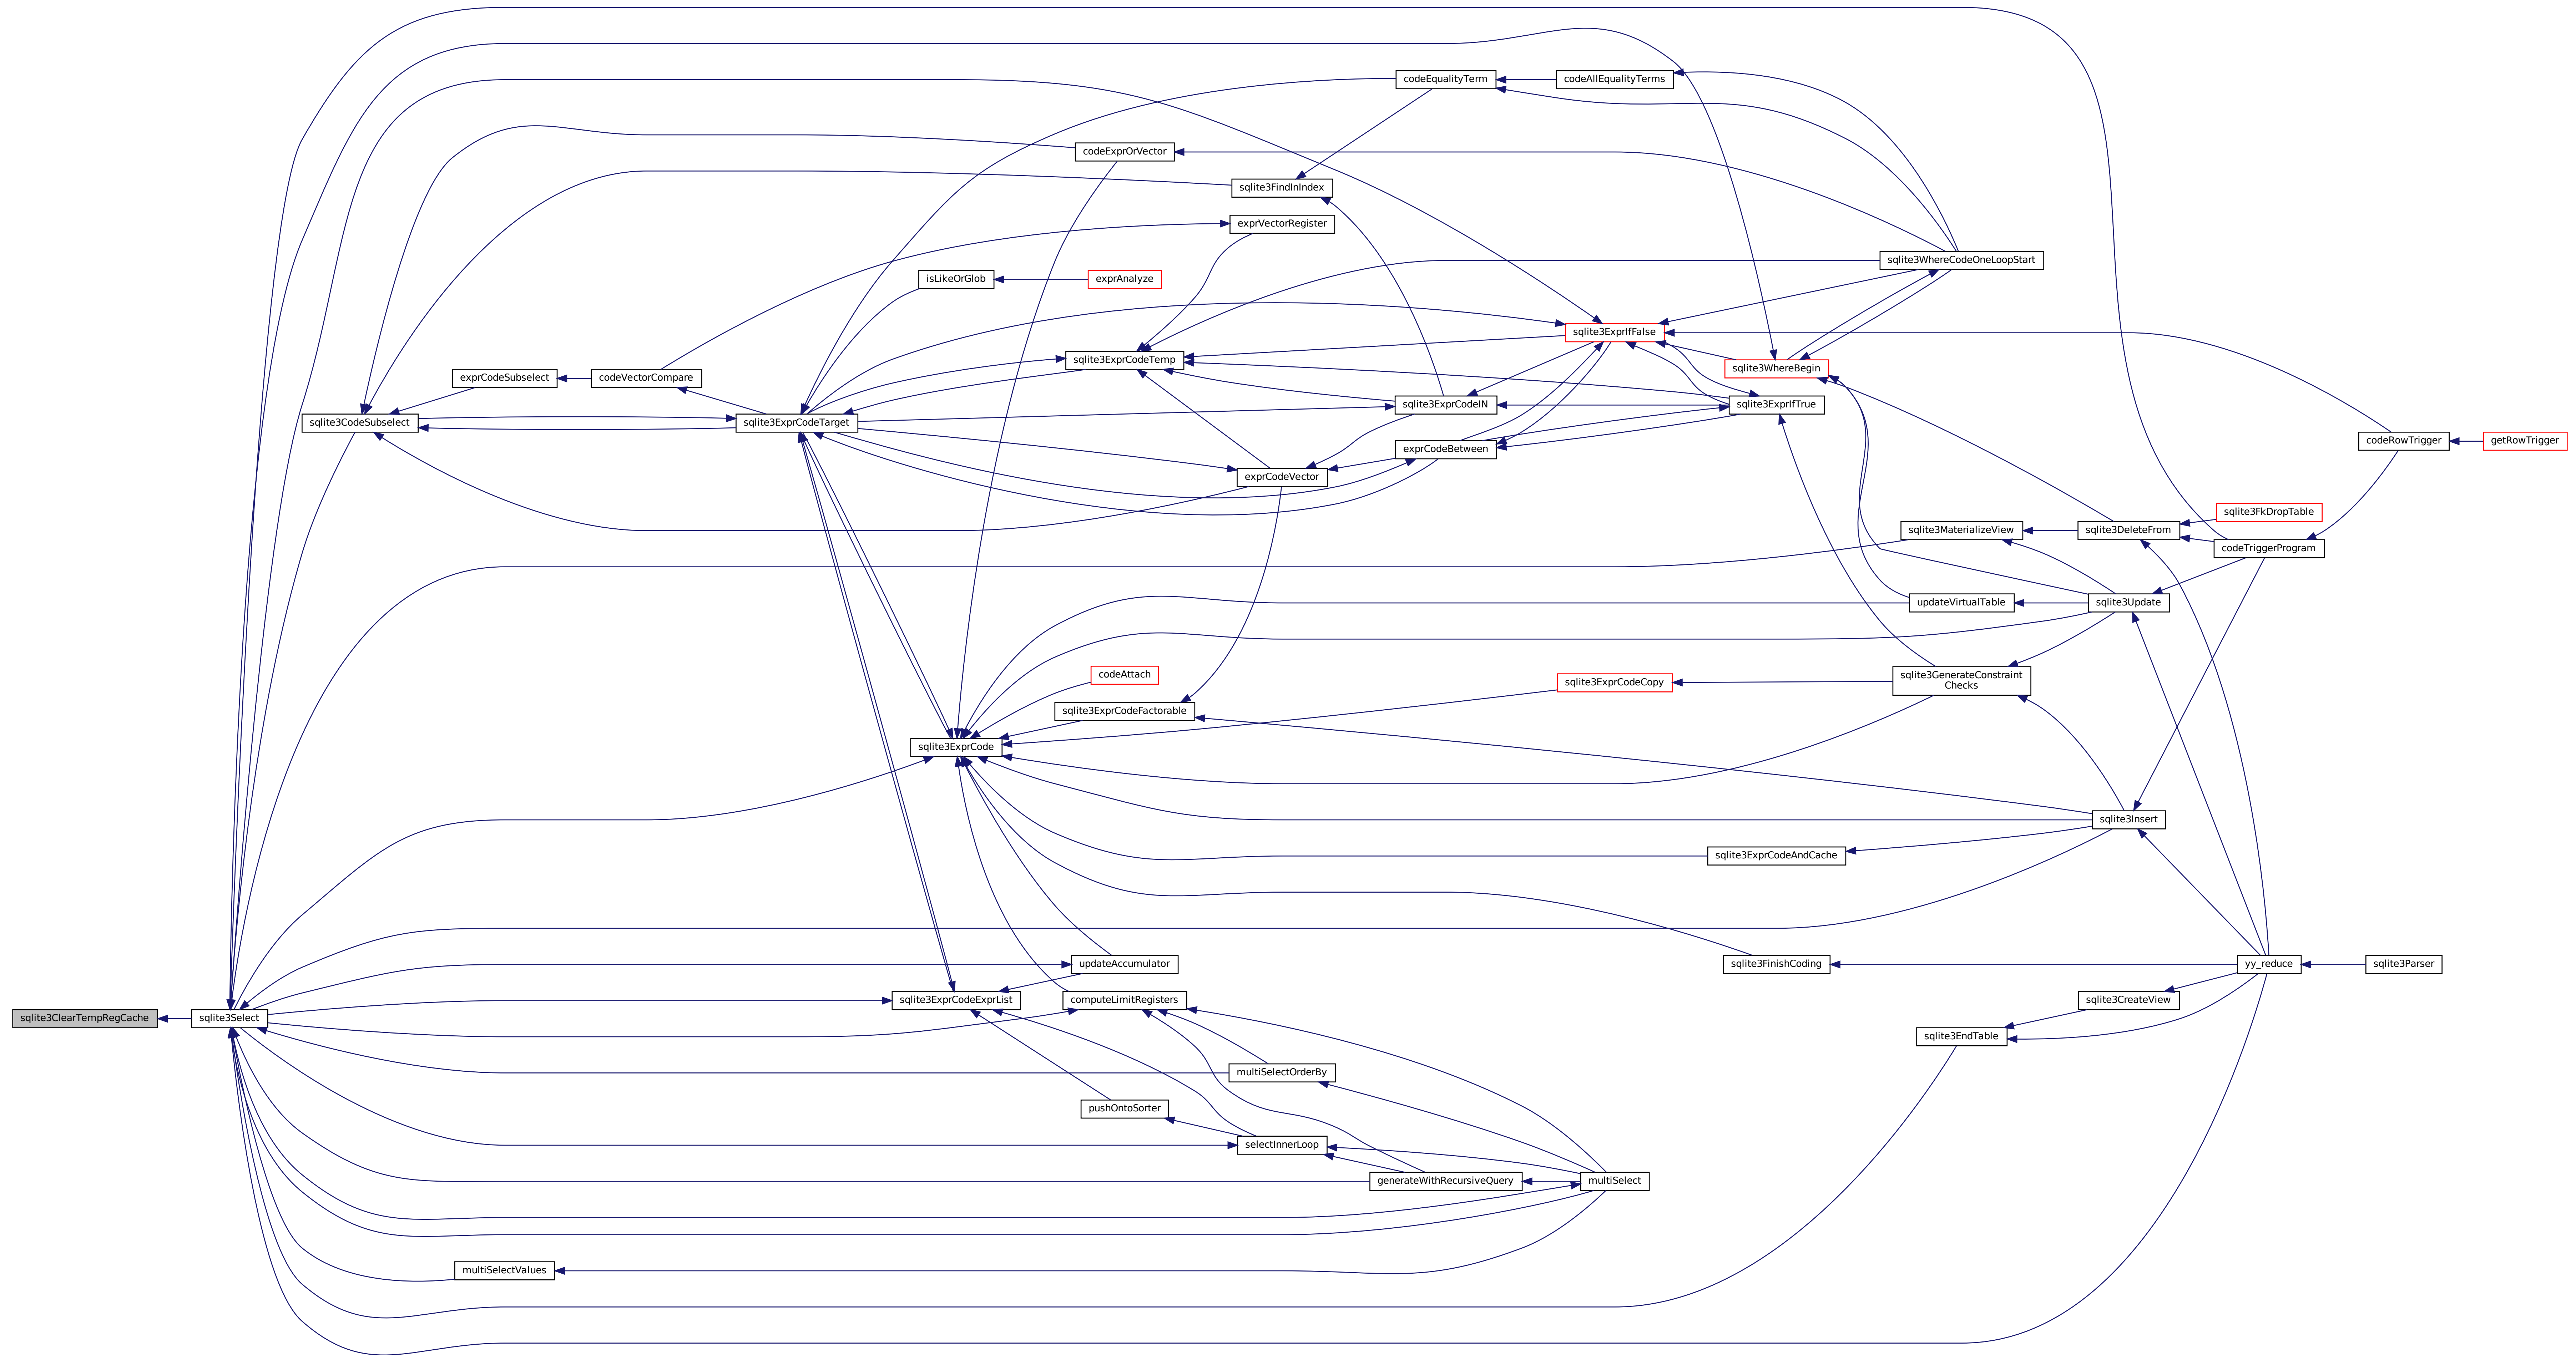 codeEqualityTerm
codeAllEqualityTerms
codeExprOrVector
sqlite3FindInIndex
exprVectorRegister
sqlite3WhereCodeOneLoopStart
isLikeOrGlob
exprAnalyze
sqlite3ExprIfFalse
sqlite3ExprCodeTemp
sqlite3WhereBegin
exprCodeSubselect
codeVectorCompare
sqlite3ExprCodeIN
sqlite3ExprIfTrue
sqlite3CodeSubselect
sqlite3ExprCodeTarget
codeRowTrigger
getRowTrigger
exprCodeBetween
exprCodeVector
sqlite3FkDropTable
sqlite3MaterializeView
sqlite3DeleteFrom
codeTriggerProgram
updateVirtualTable
sqlite3Update
codeAttach
sqlite3ExprCodeCopy
sqlite3GenerateConstraint
Checks
sqlite3ExprCodeFactorable
sqlite3ExprCode
sqlite3Insert
sqlite3ExprCodeAndCache
updateAccumulator
sqlite3FinishCoding
yy_reduce
sqlite3Parser
sqlite3ExprCodeExprList
computeLimitRegisters
sqlite3CreateView
sqlite3ClearTempRegCache
sqlite3Select
sqlite3EndTable
multiSelectOrderBy
pushOntoSorter
selectInnerLoop
generateWithRecursiveQuery
multiSelect
multiSelectValues